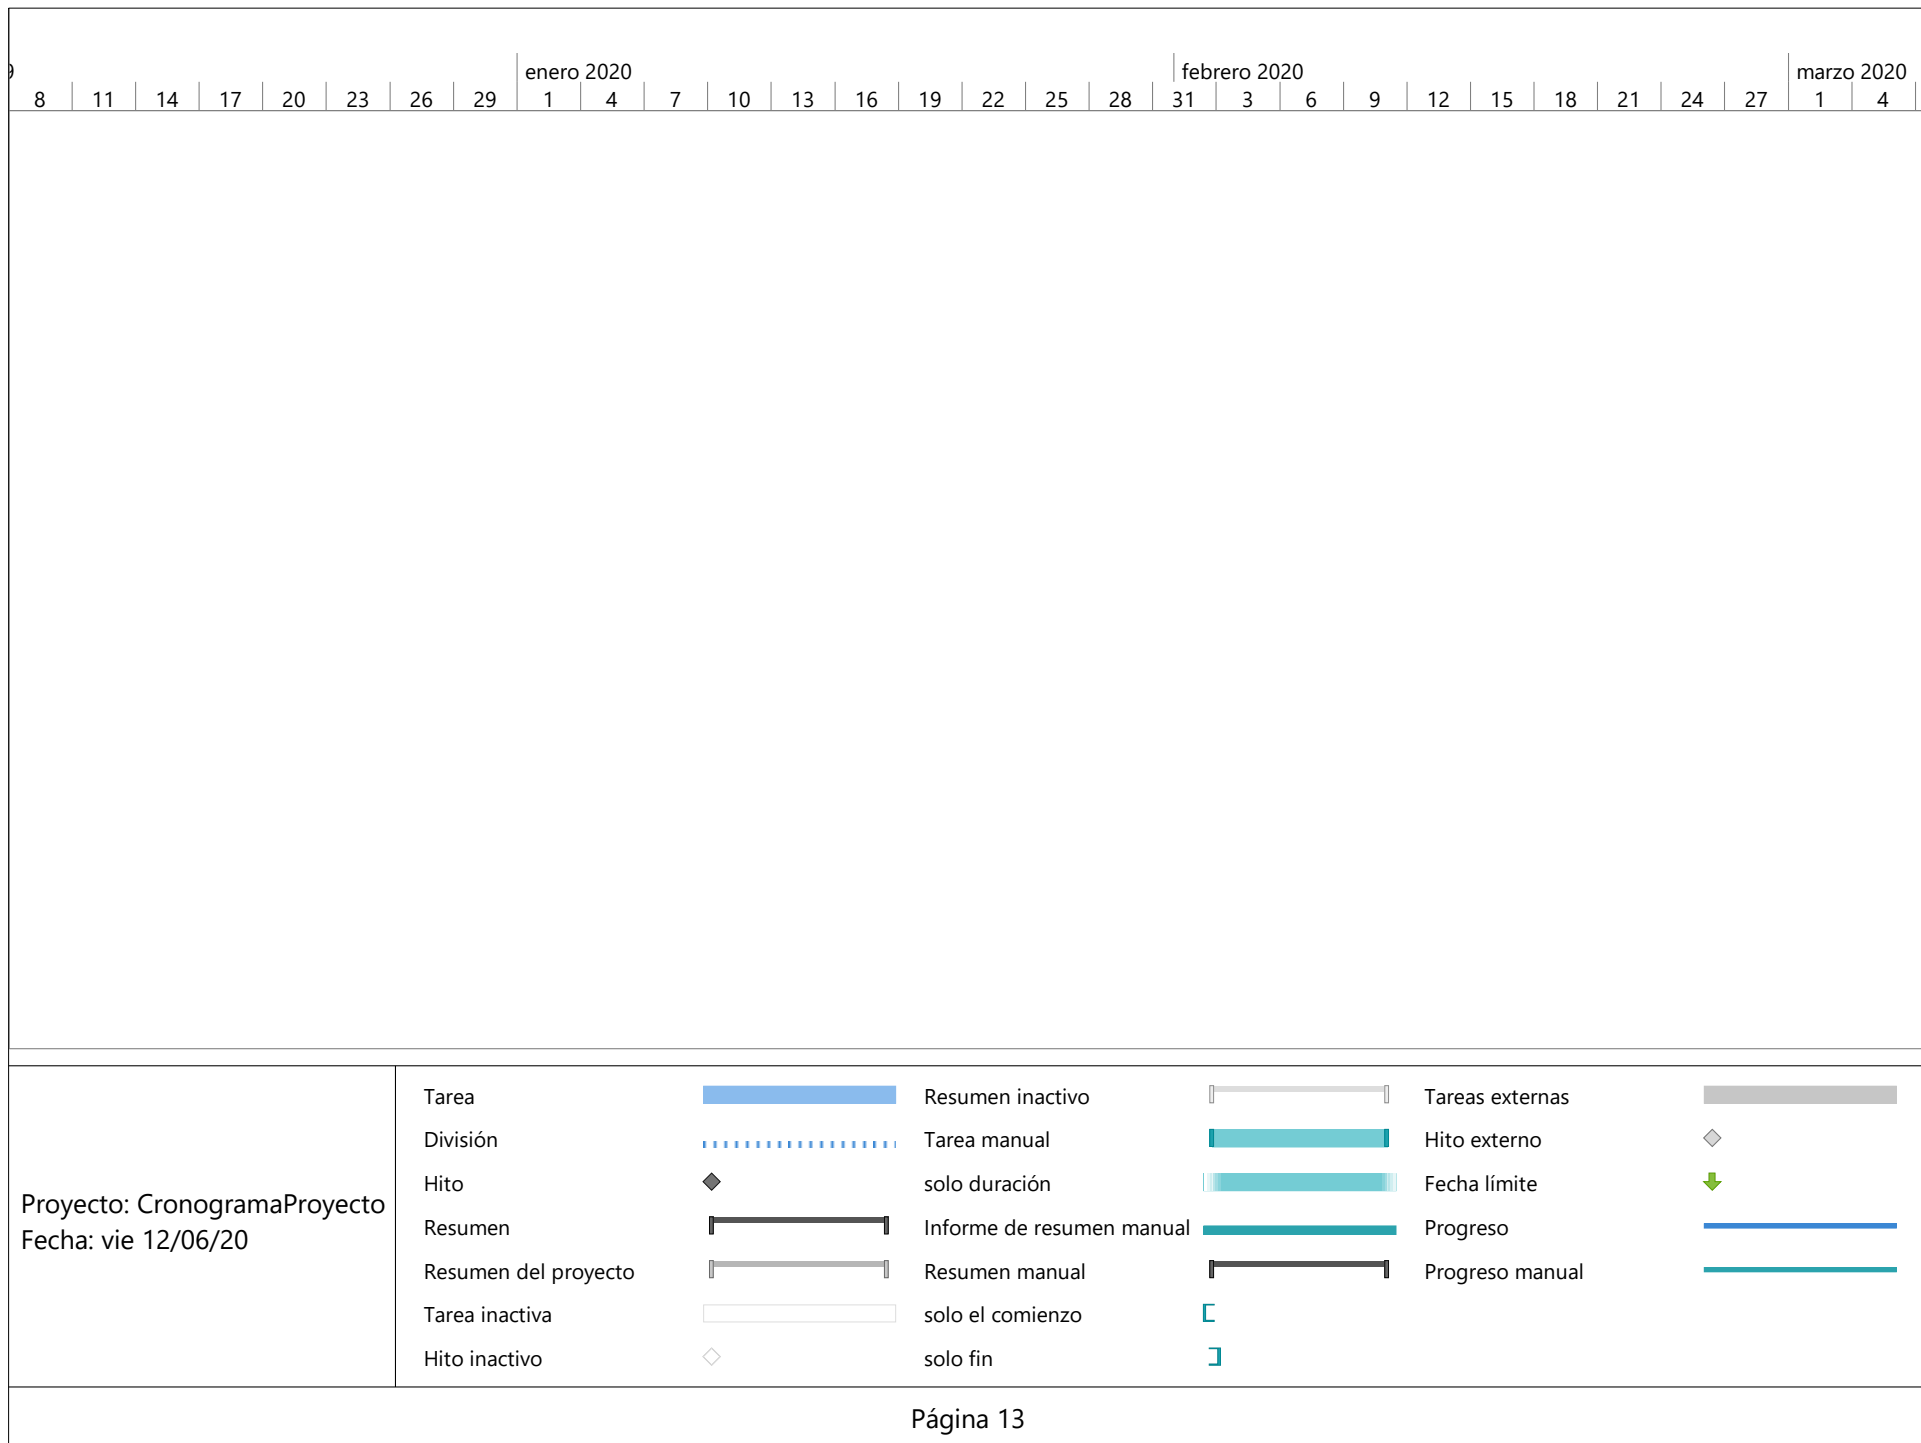 9
enero 2020
febrero 2020
marzo 2020
8 11 14 17 20 23 26 29 1 4 7 10 13 16 19 22 25 28 31 3 6 9 12 15 18 21 24 27 1 4
Proyecto: CronogramaProyecto
Fecha: vie 12/06/20
Tarea
División
Hito
Resumen
Resumen del proyecto
Tarea inactiva
Hito inactivo
Resumen inactivo
Tarea manual
solo duración
Informe de resumen manual
Resumen manual
solo el comienzo
solo fin
Tareas externas
Hito externo
Fecha límite
Progreso
Progreso manual
Página 13